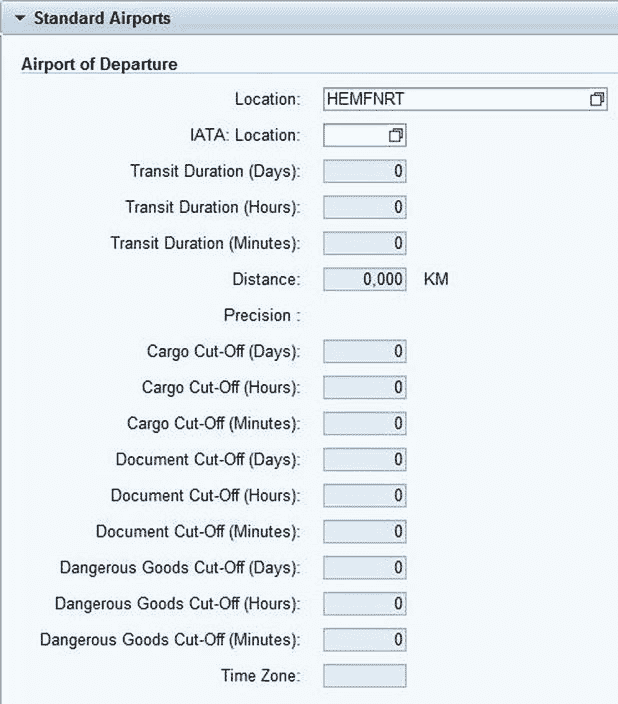 Standard Airports
Airport of Departure
Location: HEMFNRT
IATA: Location:
Transit Duration (Days): 0
Transit Duration (Hours): 0
Transit Duration (Minutes): 0
Distance: 0,000 KM
Precision :
Cargo Cut-Off (Days): 0
Cargo Cut-Off (Hours): 0
Cargo Cut-Off (Minutes): 0
Document Cut-Off (Days): 0
Document Cut-Off (Hours): 0
Document Cut-Off (Minutes): 0
Dangerous Goods Cut-Off (Days): 0
Dangerous Goods Cut-Off (Hours): 0
Dangerous Goods Cut-Off (Minutes): 0
Time Zone: